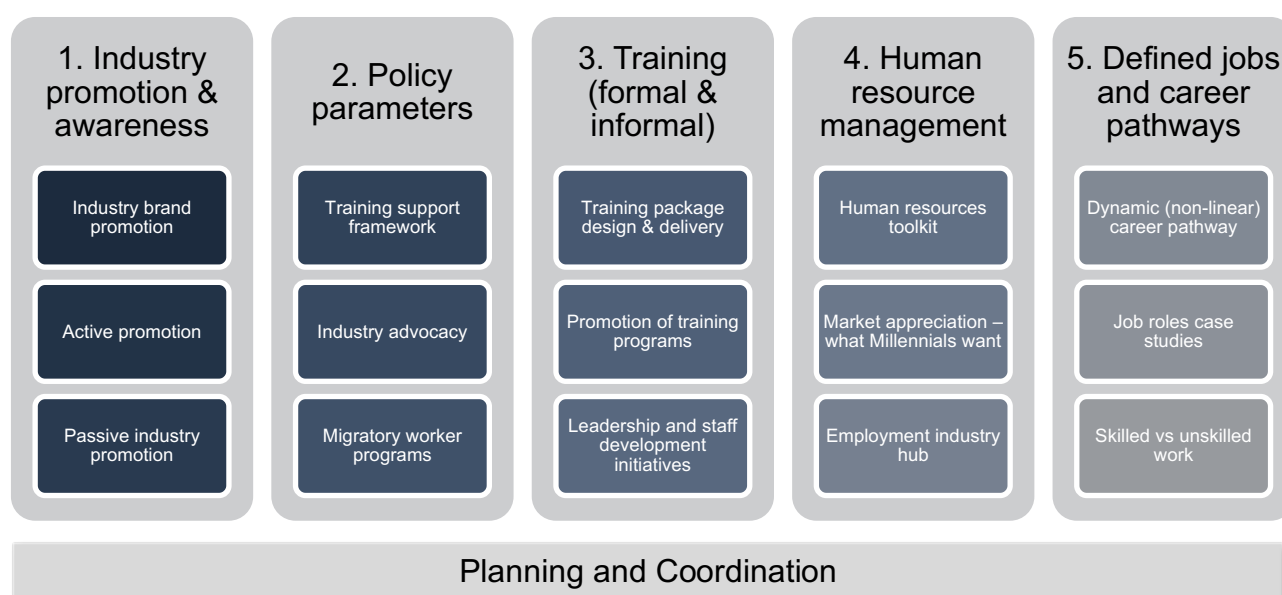 1. Industry
promotion &
awareness
Industry brand
promotion
Active promotion
Passive industry
promotion
2. Policy
parameters
Training support
framework
Industry advocacy
Migratory worker
programs
3. Training
(formal &
informal)
Training package
design & delivery
Promotion of training
programs
Leadership and staff
development
initiatives
4. Human
resource
management
Human resources
toolkit
Market appreciation –
what Millennials want
Employment industry
hub
5. Defined jobs
and career
pathways
Dynamic (non-linear)
career pathway
Job roles case
studies
Skilled vs unskilled
work
Planning and Coordination